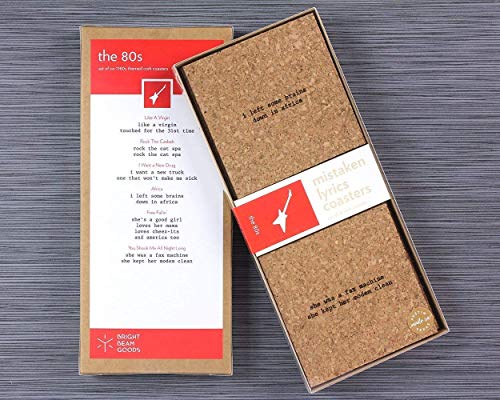 the 80s
set of six 1980s themed cork coasters
Like A Virgin
like a virgin
touched for the 31st time
Rock The Casbah
rock the cat spa
rock the cat spa
I Want a New Drug
i want a new truck
one that won't make me sick
Africa
i left some brains
down in africa
Free Fallin'
she's a good girl
loves her mama
loves cheez-its
and america too
You Shook Me All Night Long
she was a fax machine
she kept her modem clean
BRIGHT
BEAM
GOODS
i left some brains
down in africa
the 80s
mistaken
lyrics
coasters
she was a fax machine
she kept her modem clean